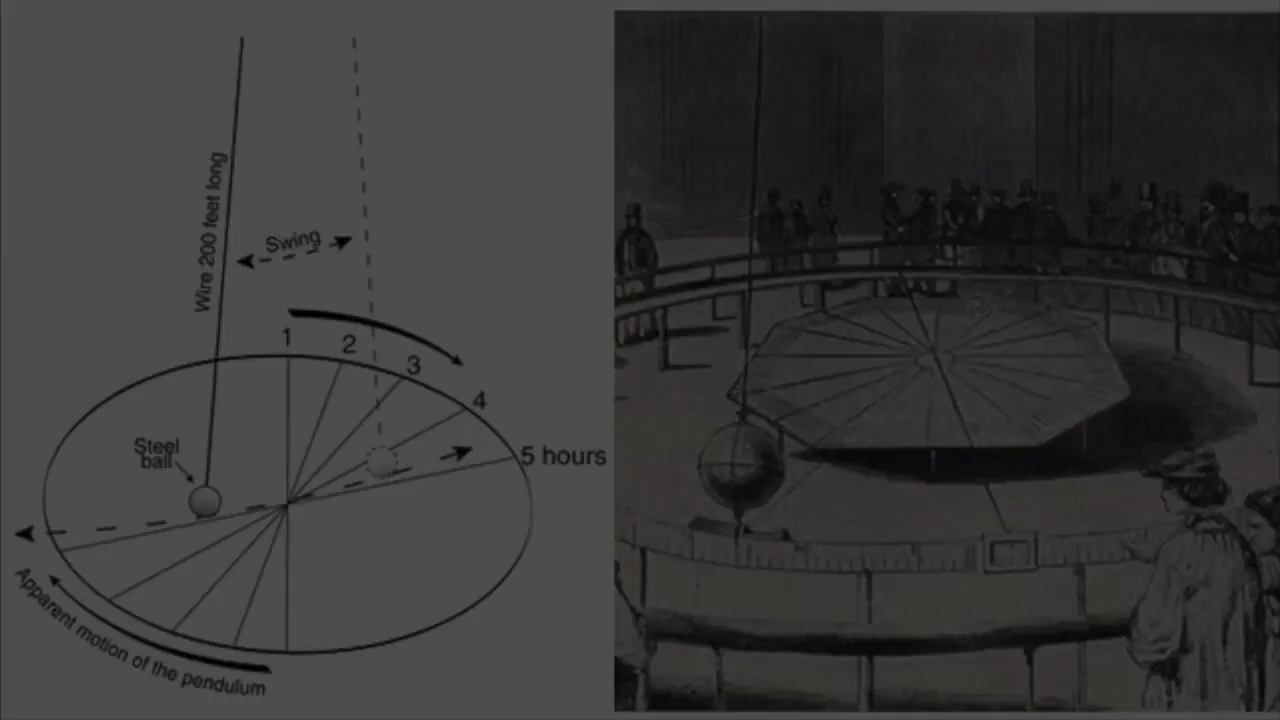 Wire 200 feet long
Swing
1
2
3
4
5 hours
Steel
ball
Apparent motion of the pendulum